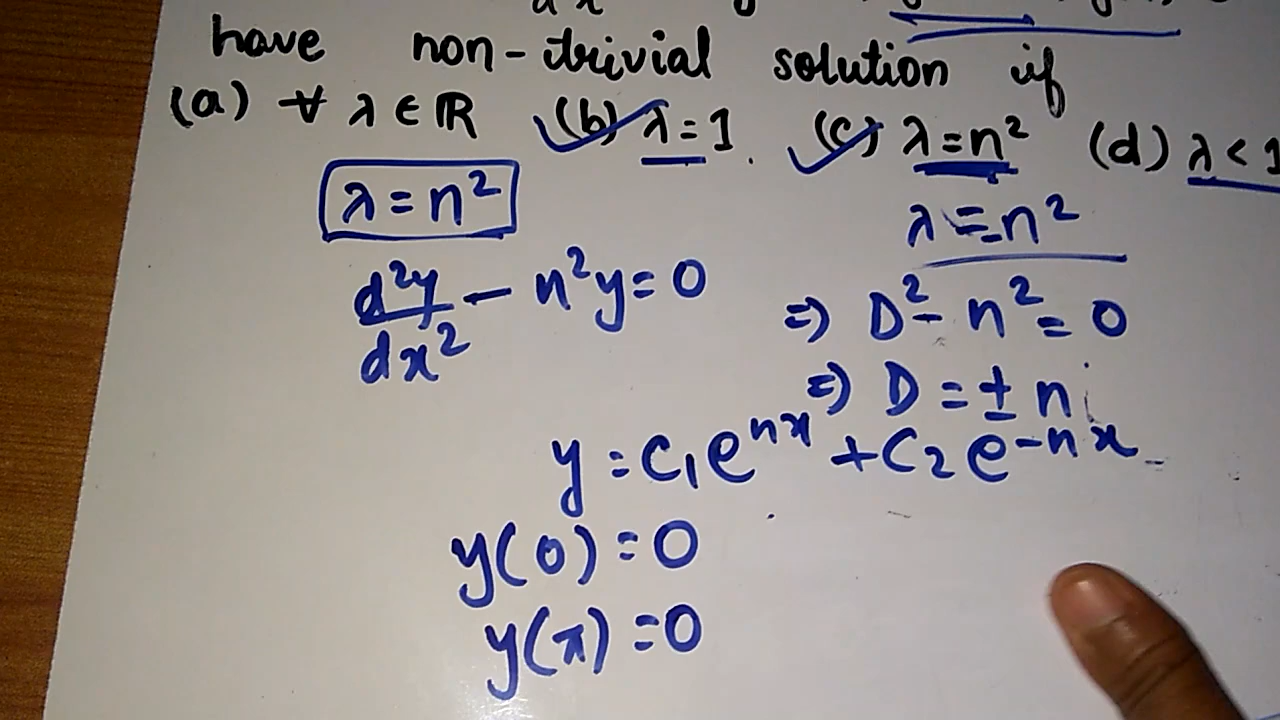 dx
have non-trivial solution if
(a) ∀ λ ∈ ℝ (b) λ = 1. (c) λ = n² (d) λ < 1
λ = n²
λ = n²
d²y/dx² - n²y = 0
⇒ D² - n² = 0
⇒ D = ± n
y = C₁e^{nx} + C₂e^{-nx}
y(0) = 0
y(π) = 0